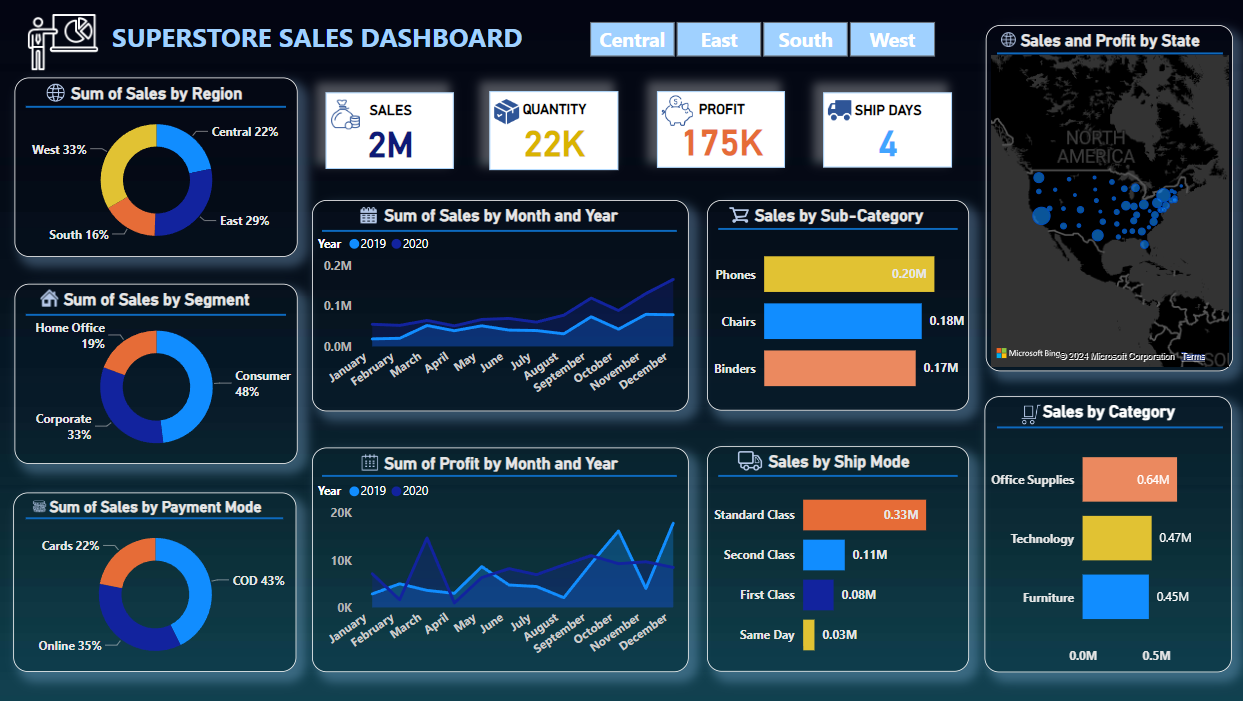 SUPERSTORE SALES DASHBOARD
Central
East
South
West
Sum of Sales by Region
Central 22%
West 33%
East 29%
South 16%
SALES
2M
QUANTITY
22K
PROFIT
175K
SHIP DAYS
4
Sales and Profit by State
NORTH
AMERICA
Microsoft Bing
© 2024 Microsoft Corporation
Terms
Sum of Sales by Segment
Home Office
19%
Consumer
48%
Corporate
33%
Sum of Sales by Month and Year
Year 2019 2020
0.2M
0.1M
0.0M
January
February
March
April
May
June
July
August
September
October
November
December
Sales by Sub-Category
Phones 0.20M
Chairs 0.18M
Binders 0.17M
Sum of Sales by Payment Mode
Cards 22%
COD 43%
Online 35%
Sum of Profit by Month and Year
Year 2019 2020
20K
10K
0K
January
February
March
April
May
June
July
August
September
October
November
December
Sales by Ship Mode
Standard Class 0.33M
Second Class 0.11M
First Class 0.08M
Same Day 0.03M
Sales by Category
Office Supplies 0.64M
Technology 0.47M
Furniture 0.45M
0.0M 0.5M